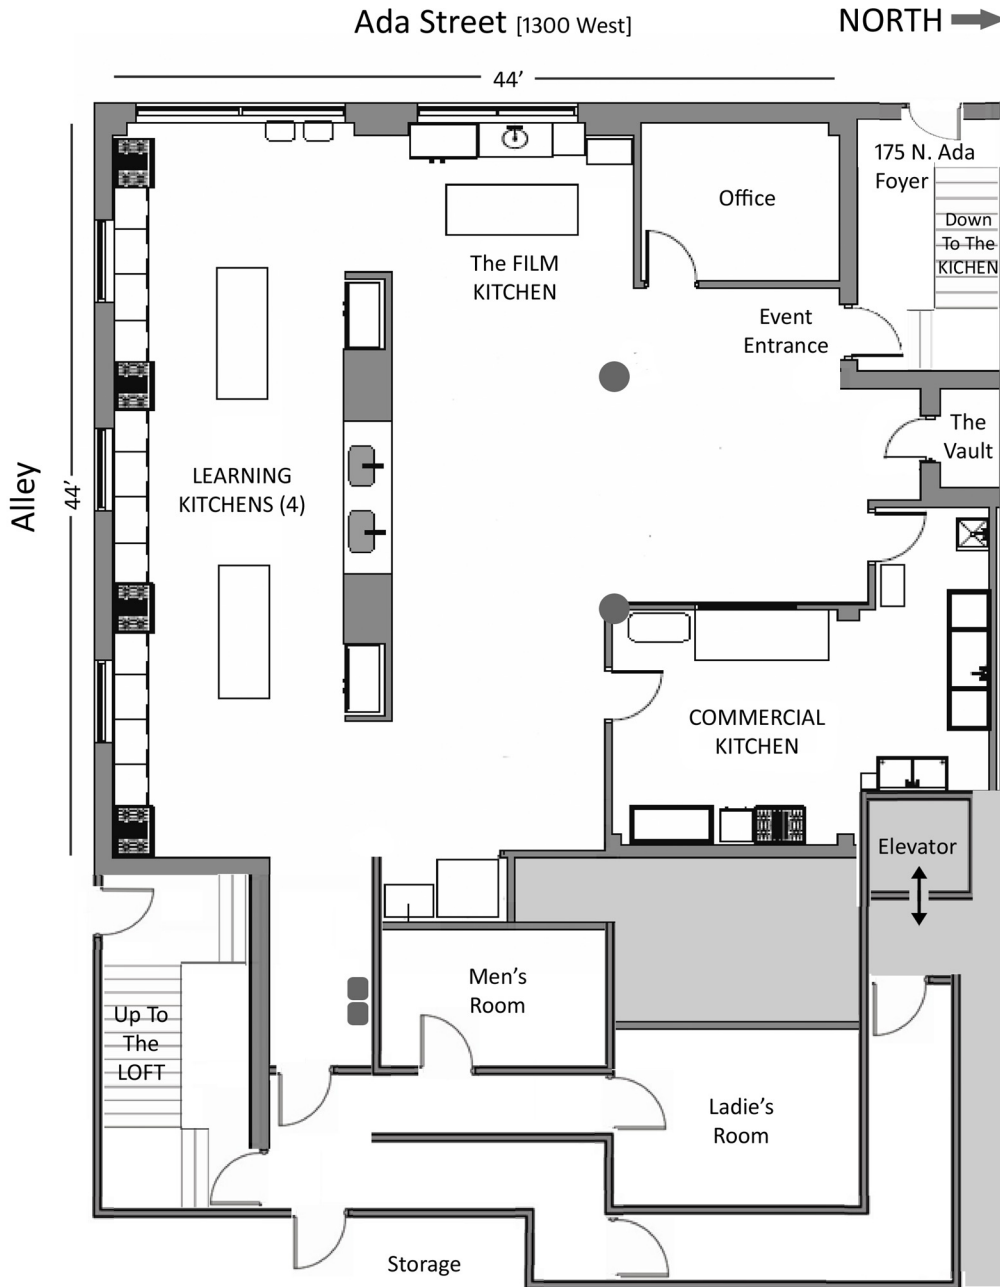 Ada Street [1300 West]
NORTH
44’
175 N. Ada
Foyer
Office
Down
To The
KICHEN
The FILM
KITCHEN
Event
Entrance
The
Vault
Alley
44’
LEARNING
KITCHENS (4)
COMMERCIAL
KITCHEN
Elevator
Men’s
Room
Up To
The
LOFT
Ladie’s
Room
Storage